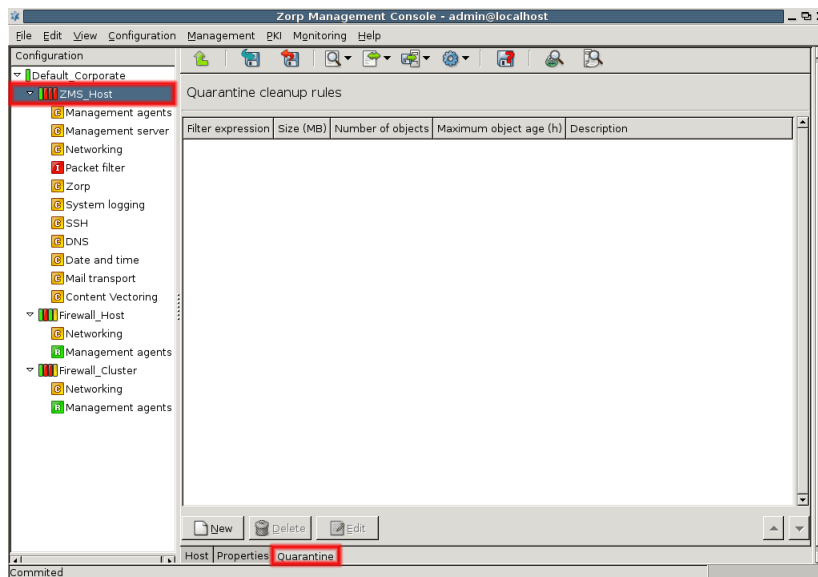 Zorp Management Console - admin@localhost
File Edit View Configuration Management PKI Monitoring Help
Configuration
Default_Corporate
ZMS_Host
Management agents
Management server
Networking
Packet filter
Zorp
System logging
SSH
DNS
Date and time
Mail transport
Content Vectoring
Firewall_Host
Networking
Management agents
Firewall_Cluster
Networking
Management agents
Quarantine cleanup rules
Filter expression Size (MB) Number of objects Maximum object age (h) Description
New Delete Edit
Host Properties Quarantine
Commited